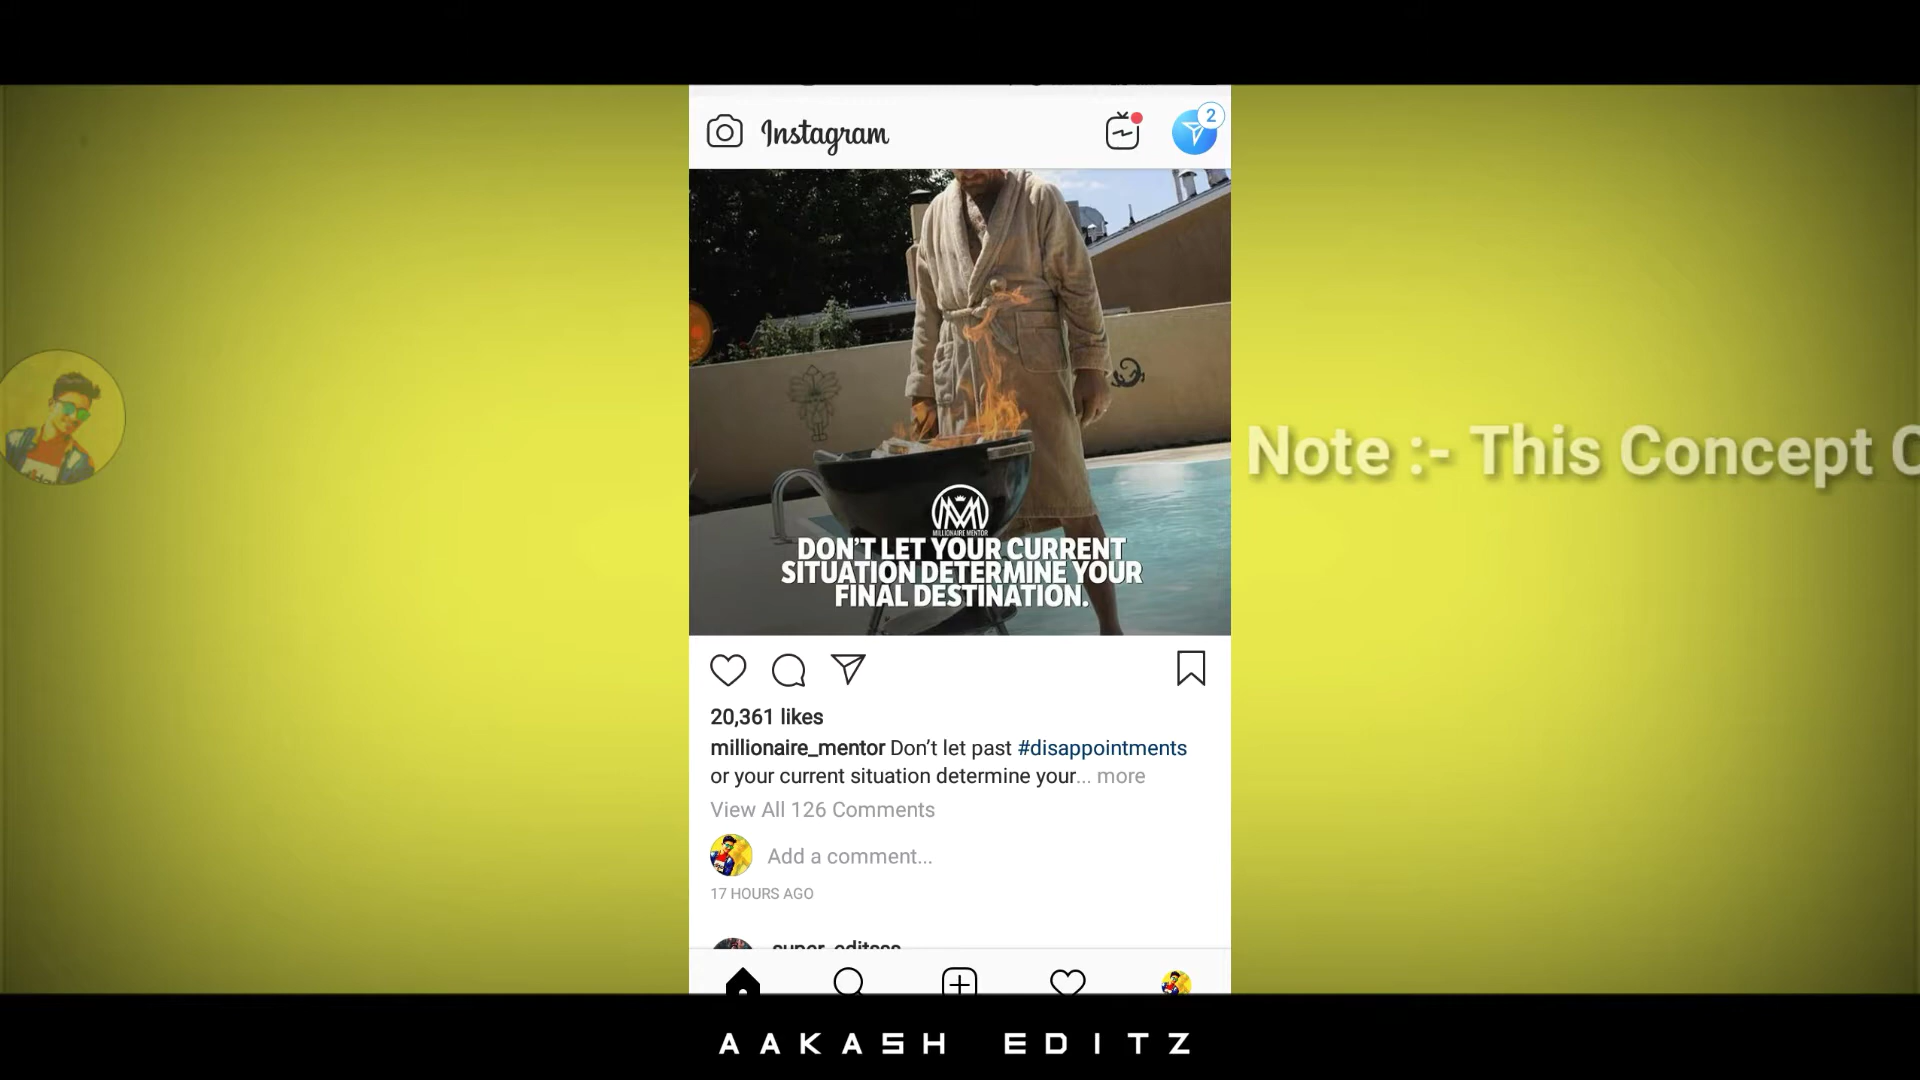 Instagram
2
Note :- This Concept
MILLIONAIRE MENTOR
DON'T LET YOUR CURRENT
SITUATION DETERMINE YOUR
FINAL DESTINATION.
20,361 likes
millionaire_mentor Don't let past #disappointments
or your current situation determine your... more
View All 126 Comments
Add a comment...
17 HOURS AGO
AAKASH EDITZ